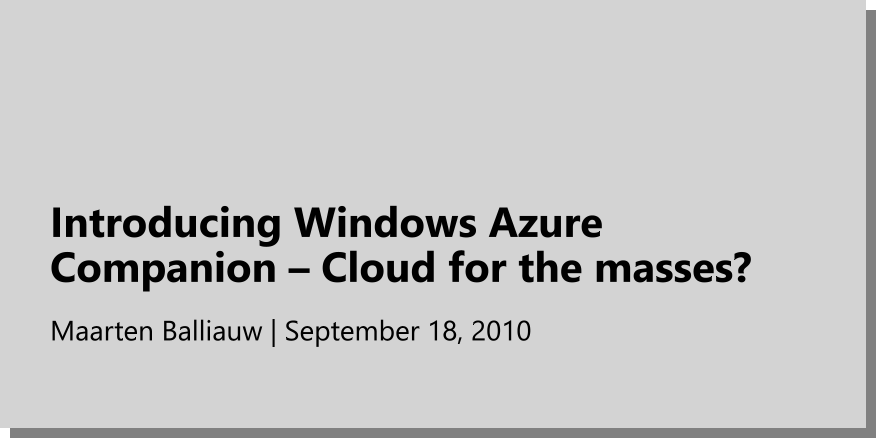 Introducing Windows Azure
Companion – Cloud for the masses?
Maarten Balliauw | September 18, 2010